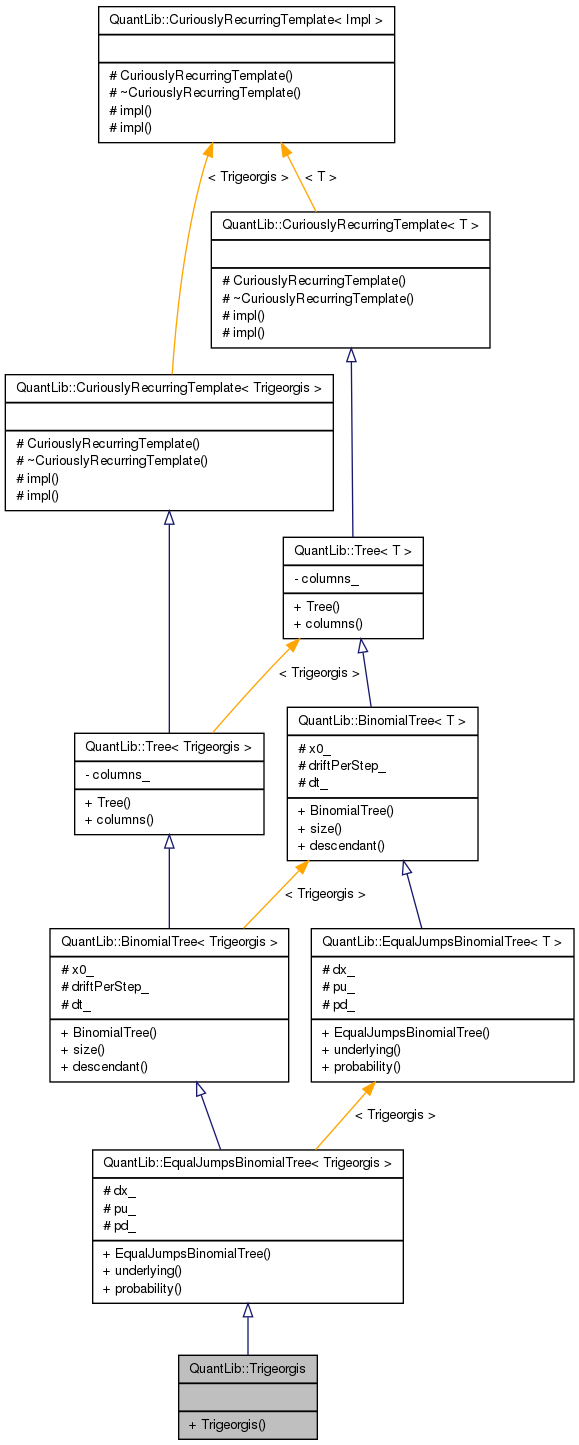 QuantLib::CuriouslyRecurringTemplate< Impl >
# CuriouslyRecurringTemplate()
# ~CuriouslyRecurringTemplate()
# impl()
# impl()
< Trigeorgis >
< T >
QuantLib::CuriouslyRecurringTemplate< T >
# CuriouslyRecurringTemplate()
# ~CuriouslyRecurringTemplate()
# impl()
# impl()
QuantLib::CuriouslyRecurringTemplate< Trigeorgis >
# CuriouslyRecurringTemplate()
# ~CuriouslyRecurringTemplate()
# impl()
# impl()
QuantLib::Tree< T >
- columns_
+ Tree()
+ columns()
< Trigeorgis >
QuantLib::Tree< Trigeorgis >
- columns_
+ Tree()
+ columns()
QuantLib::BinomialTree< T >
# x0_
# driftPerStep_
# dt_
+ BinomialTree()
+ size()
+ descendant()
< Trigeorgis >
QuantLib::BinomialTree< Trigeorgis >
# x0_
# driftPerStep_
# dt_
+ BinomialTree()
+ size()
+ descendant()
QuantLib::EqualJumpsBinomialTree< T >
# dx_
# pu_
# pd_
+ EqualJumpsBinomialTree()
+ underlying()
+ probability()
< Trigeorgis >
QuantLib::EqualJumpsBinomialTree< Trigeorgis >
# dx_
# pu_
# pd_
+ EqualJumpsBinomialTree()
+ underlying()
+ probability()
QuantLib::Trigeorgis
+ Trigeorgis()